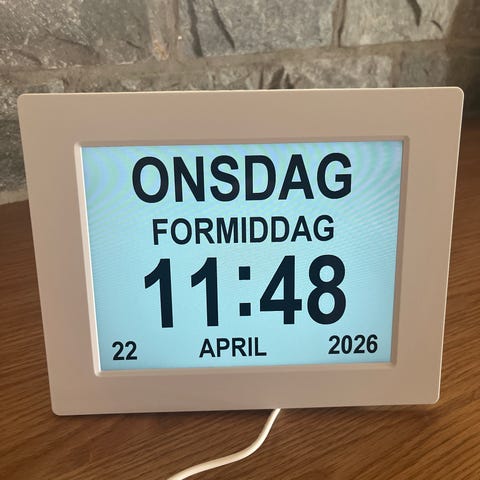 ONSDAG
FORMIDDAG
11:48
22 APRIL 2026